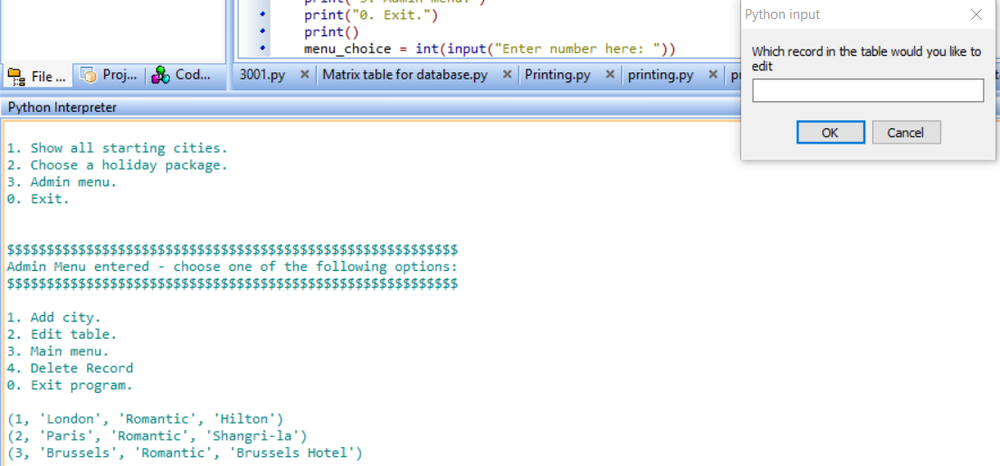 print("0. Exit.")
print()
menu_choice = int(input("Enter number here: "))
File ...
Proj...
Cod...
3001.py
Matrix table for database.py
Printing.py
printing.py
Python Interpreter
1. Show all starting cities.
2. Choose a holiday package.
3. Admin menu.
0. Exit.
$$$$$$$$$$$$$$$$$$$$$$$$$$$$$$$$$$$$$$$$$$$$$$$$$$$$$$$$$
Admin Menu entered - choose one of the following options:
$$$$$$$$$$$$$$$$$$$$$$$$$$$$$$$$$$$$$$$$$$$$$$$$$$$$$$$$$
1. Add city.
2. Edit table.
3. Main menu.
4. Delete Record
0. Exit program.
(1, 'London', 'Romantic', 'Hilton')
(2, 'Paris', 'Romantic', 'Shangri-la')
(3, 'Brussels', 'Romantic', 'Brussels Hotel')
Python input
Which record in the table would you like to
edit
OK
Cancel